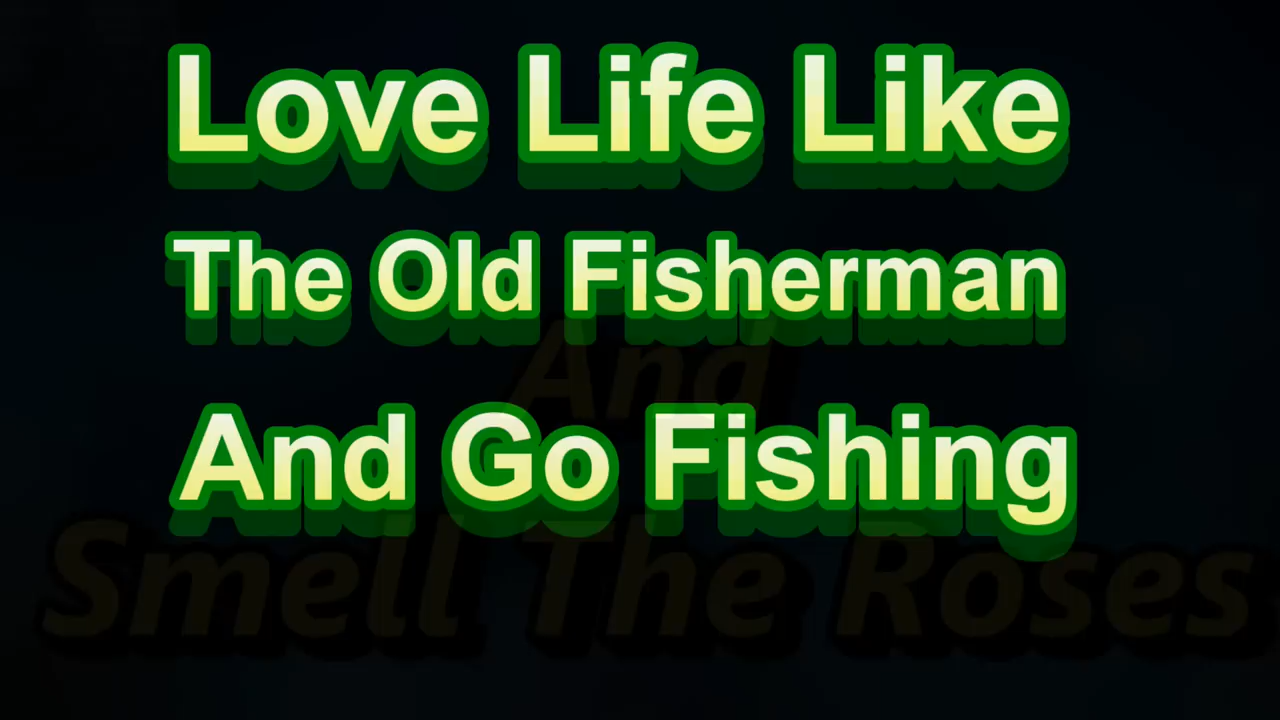 Love Life Like
The Old Fisherman
And
And Go Fishing
Smell The Roses